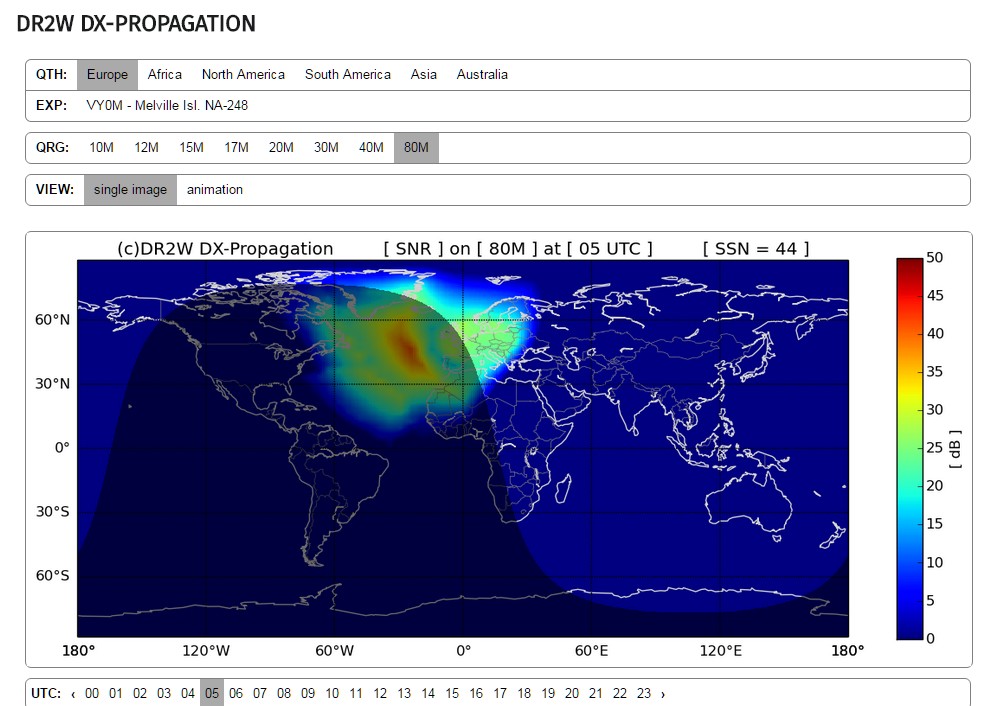 DR2W DX-PROPAGATION
QTH: Europe Africa North America South America Asia Australia
EXP: VY0M - Melville Isl. NA-248
QRG: 10M 12M 15M 17M 20M 30M 40M 80M
VIEW: single image animation
(c)DR2W DX-Propagation [ SNR ] on [ 80M ] at [ 05 UTC ] [ SSN = 44 ]
60°N
30°N
0°
30°S
60°S
180° 120°W 60°W 0° 60°E 120°E 180°
50
45
40
35
30
25
20
15
10
5
0
[ dB ]
UTC: ‹ 00 01 02 03 04 05 06 07 08 09 10 11 12 13 14 15 16 17 18 19 20 21 22 23 ›